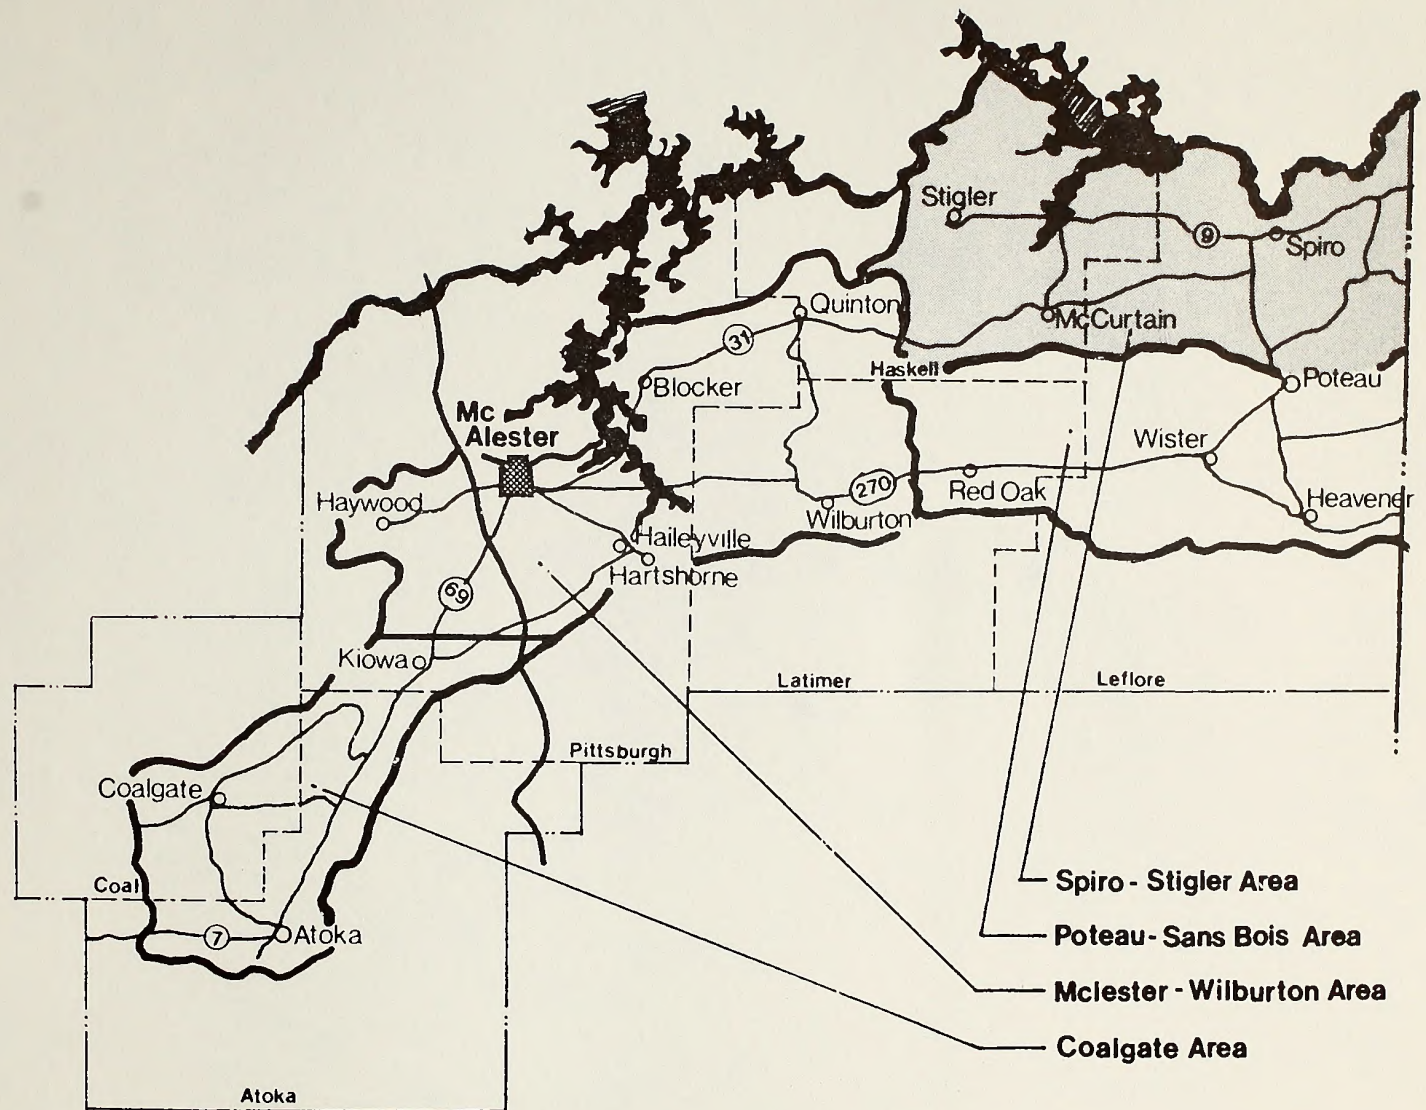 Stigler
9
Spiro
Quinton
McCurtain
31
Haskell
Poteau
Blocker
Mc
Alester
Wister
270
Red Oak
Haywood
Wilburton
Heavener
Haileyville
Hartshorne
69
Kiowa
Latimer
Leflore
Pittsburgh
Coalgate
Coal
Spiro - Stigler Area
7
Atoka
Poteau - Sans Bois Area
Mclester - Wilburton Area
Coalgate Area
Atoka